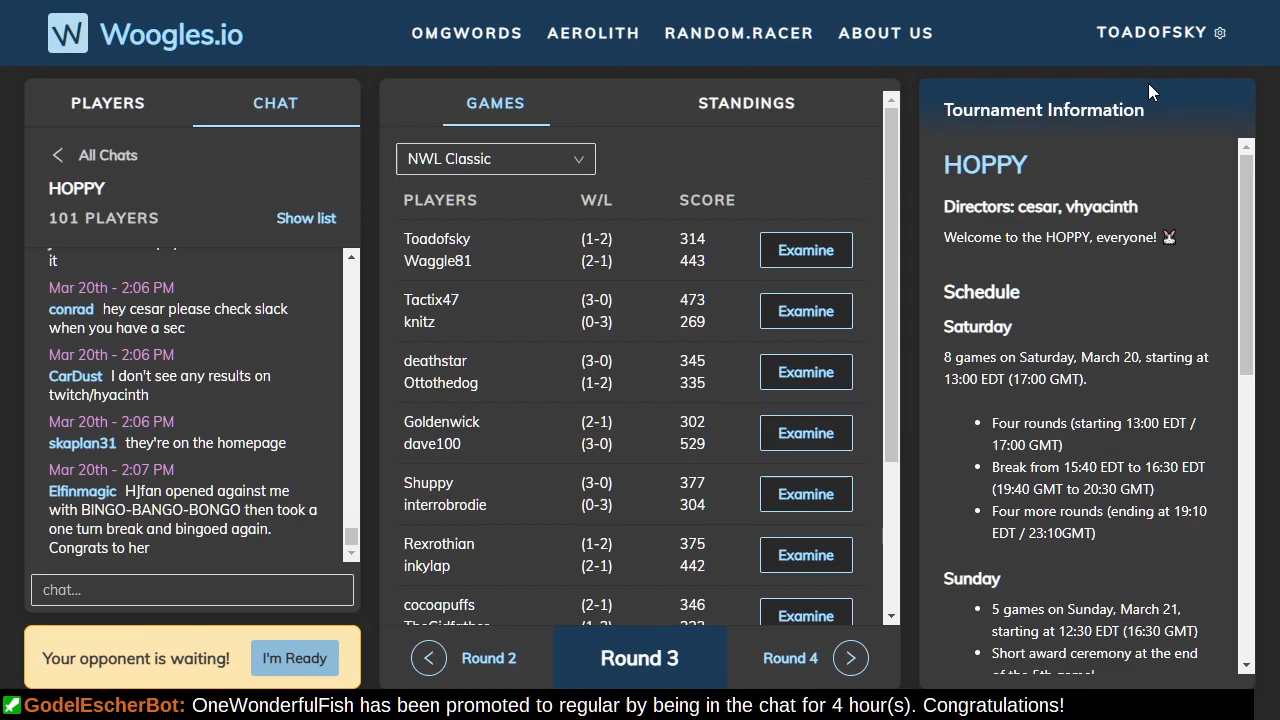 W Woogles.io
OMGWORDS AEROLITH RANDOM.RACER ABOUT US
TOADOFSKY
PLAYERS CHAT
All Chats
HOPPY
101 PLAYERS Show list
it
Mar 20th - 2:06 PM
conrad hey cesar please check slack
when you have a sec
Mar 20th - 2:06 PM
CarDust I don't see any results on
twitch/hyacinth
Mar 20th - 2:06 PM
skaplan31 they're on the homepage
Mar 20th - 2:07 PM
Elfinmagic HJfan opened against me
with BINGO-BANGO-BONGO then took a
one turn break and bingoed again.
Congrats to her
chat...
Your opponent is waiting! I'm Ready
GAMES STANDINGS
NWL Classic
PLAYERS W/L SCORE
Toadofsky (1-2) 314
Waggle81 (2-1) 443
Examine
Tactix47 (3-0) 473
knitz (0-3) 269
Examine
deathstar (3-0) 345
Ottothedog (1-2) 335
Examine
Goldenwick (2-1) 302
dave100 (3-0) 529
Examine
Shuppy (3-0) 377
interrobrodie (0-3) 304
Examine
Rexrothian (1-2) 375
inkylap (2-1) 442
Examine
cocoapuffs (2-1) 346
Examine
Round 2 Round 3 Round 4
Tournament Information
HOPPY
Directors: cesar, vhyacinth
Welcome to the HOPPY, everyone! 🐰
Schedule
Saturday
8 games on Saturday, March 20, starting at
13:00 EDT (17:00 GMT).
• Four rounds (starting 13:00 EDT /
17:00 GMT)
• Break from 15:40 EDT to 16:30 EDT
(19:40 GMT to 20:30 GMT)
• Four more rounds (ending at 19:10
EDT / 23:10GMT)
Sunday
• 5 games on Sunday, March 21,
starting at 12:30 EDT (16:30 GMT)
• Short award ceremony at the end
of the 5th game!
GodelEscherBot: OneWonderfulFish has been promoted to regular by being in the chat for 4 hour(s). Congratulations!